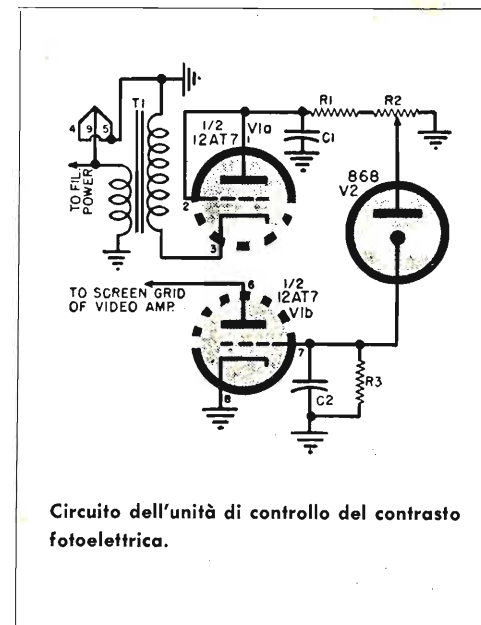 T1
4 9 5
TO FIL.
POWER
1/2
12AT7
V1a
1
2
3
C1
R1
R2
868
V2
TO SCREEN GRID
OF VIDEO AMP.
6
1/2
12AT7
V1b
7
8
C2
R3
Circuito dell'unità di controllo del contrasto
fotoelettrica.